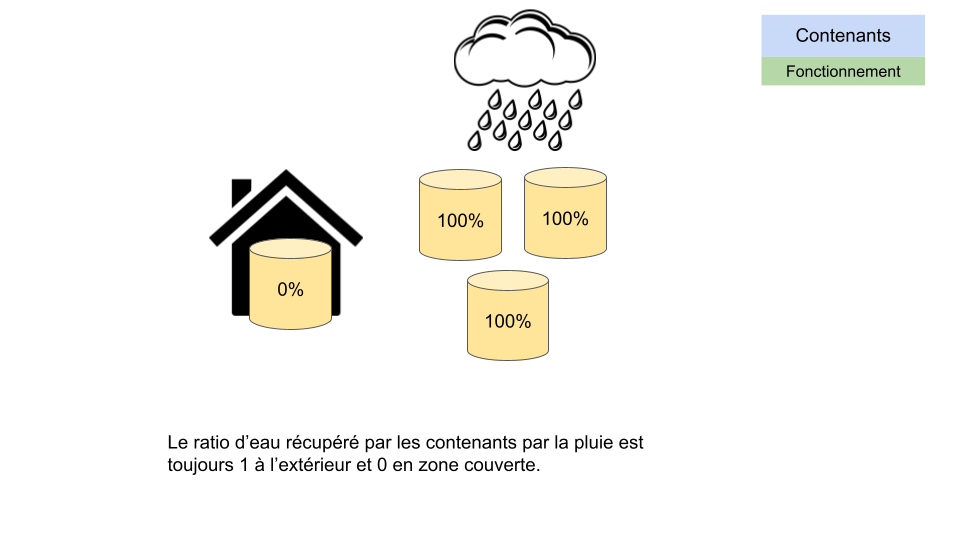 Contenants
Fonctionnement
100%
100%
0%
100%
Le ratio d’eau récupéré par les contenants par la pluie est
toujours 1 à l’extérieur et 0 en zone couverte.